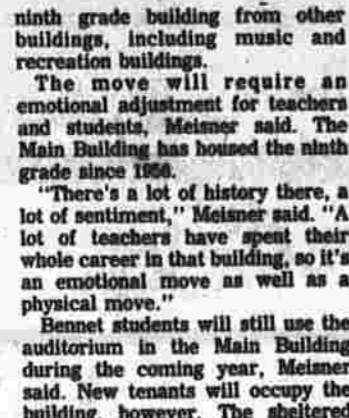 ninth grade building from other
buildings, including music and
recreation buildings.
The move will require an
emotional adjustment for teachers
and students, Meisner said. The
Main Building has housed the ninth
grade since
"There's a lot of history there, a
lot of sentiment," Meisner said. "A
lot of teachers have spent their
whole career in that building, so it's
an emotional move as well as a
physical move."
Bennet students will still use the
auditorium in the Main Building
during the coming year, Meisner
said. New tenants will occupy the
building, however. The sheltered